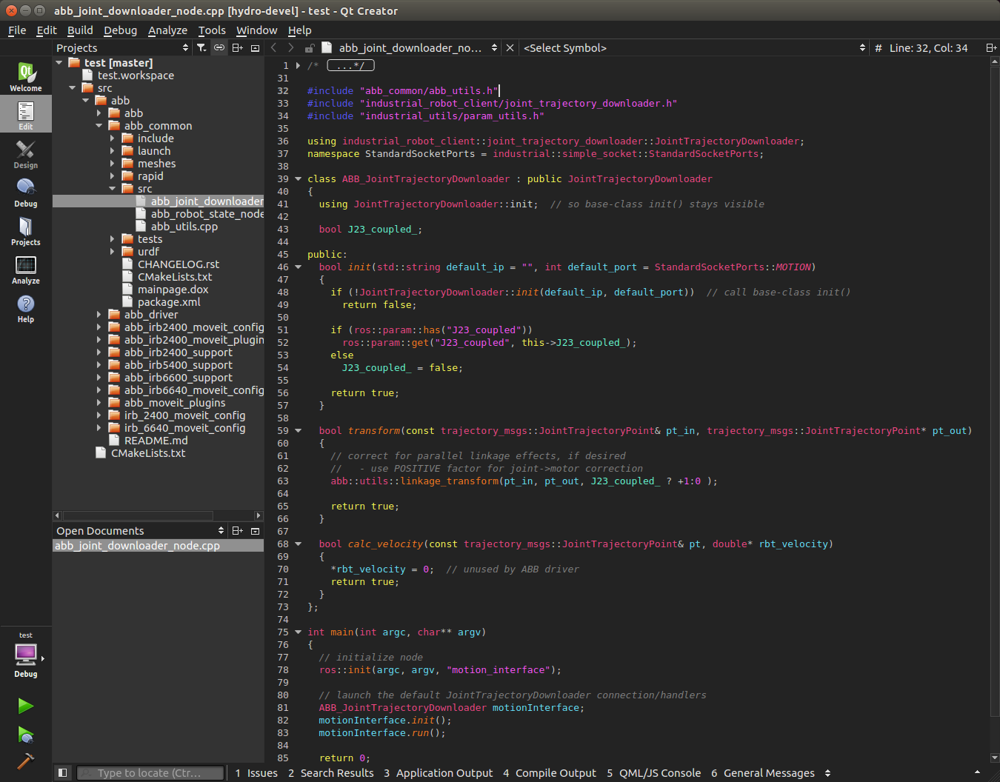 abb_joint_downloader_node.cpp [hydro-devel] - test - Qt Creator
File Edit Build Debug Analyze Tools Window Help
Projects
abb_joint_downloader_no... <Select Symbol> # Line: 32, Col: 34
Welcome
Edit
Design
Debug
Projects
Analyze
Help
test
Debug
test [master]
test.workspace
src
abb
abb
abb_common
include
launch
meshes
rapid
src
abb_joint_downloader
abb_robot_state_node
abb_utils.cpp
tests
urdf
CHANGELOG.rst
CMakeLists.txt
mainpage.dox
package.xml
abb_driver
abb_irb2400_moveit_config
abb_irb2400_moveit_plugin
abb_irb2400_support
abb_irb5400_support
abb_irb6600_support
abb_irb6640_moveit_config
abb_moveit_plugins
irb_2400_moveit_config
irb_6640_moveit_config
README.md
CMakeLists.txt
Open Documents
abb_joint_downloader_node.cpp
1 /* ...*/
31
32 #include "abb_common/abb_utils.h"
33 #include "industrial_robot_client/joint_trajectory_downloader.h"
34 #include "industrial_utils/param_utils.h"
35
36 using industrial_robot_client::joint_trajectory_downloader::JointTrajectoryDownloader;
37 namespace StandardSocketPorts = industrial::simple_socket::StandardSocketPorts;
38
39 class ABB_JointTrajectoryDownloader : public JointTrajectoryDownloader
40 {
41 using JointTrajectoryDownloader::init; // so base-class init() stays visible
42
43 bool J23_coupled_;
44
45 public:
46 bool init(std::string default_ip = "", int default_port = StandardSocketPorts::MOTION)
47 {
48 if (!JointTrajectoryDownloader::init(default_ip, default_port)) // call base-class init()
49 return false;
50
51 if (ros::param::has("J23_coupled"))
52 ros::param::get("J23_coupled", this->J23_coupled_);
53 else
54 J23_coupled_ = false;
55
56 return true;
57 }
58
59 bool transform(const trajectory_msgs::JointTrajectoryPoint& pt_in, trajectory_msgs::JointTrajectoryPoint* pt_out)
60 {
61 // correct for parallel linkage effects, if desired
62 // - use POSITIVE factor for joint->motor correction
63 abb::utils::linkage_transform(pt_in, pt_out, J23_coupled_ ? +1:0 );
64
65 return true;
66 }
67
68 bool calc_velocity(const trajectory_msgs::JointTrajectoryPoint& pt, double* rbt_velocity)
69 {
70 *rbt_velocity = 0; // unused by ABB driver
71 return true;
72 }
73 };
74
75 int main(int argc, char** argv)
76 {
77 // initialize node
78 ros::init(argc, argv, "motion_interface");
79
80 // launch the default JointTrajectoryDownloader connection/handlers
81 ABB_JointTrajectoryDownloader motionInterface;
82 motionInterface.init();
83 motionInterface.run();
84
85 return 0;
Type to locate (Ctr... 1 Issues 2 Search Results 3 Application Output 4 Compile Output 5 QML/JS Console 6 General Messages